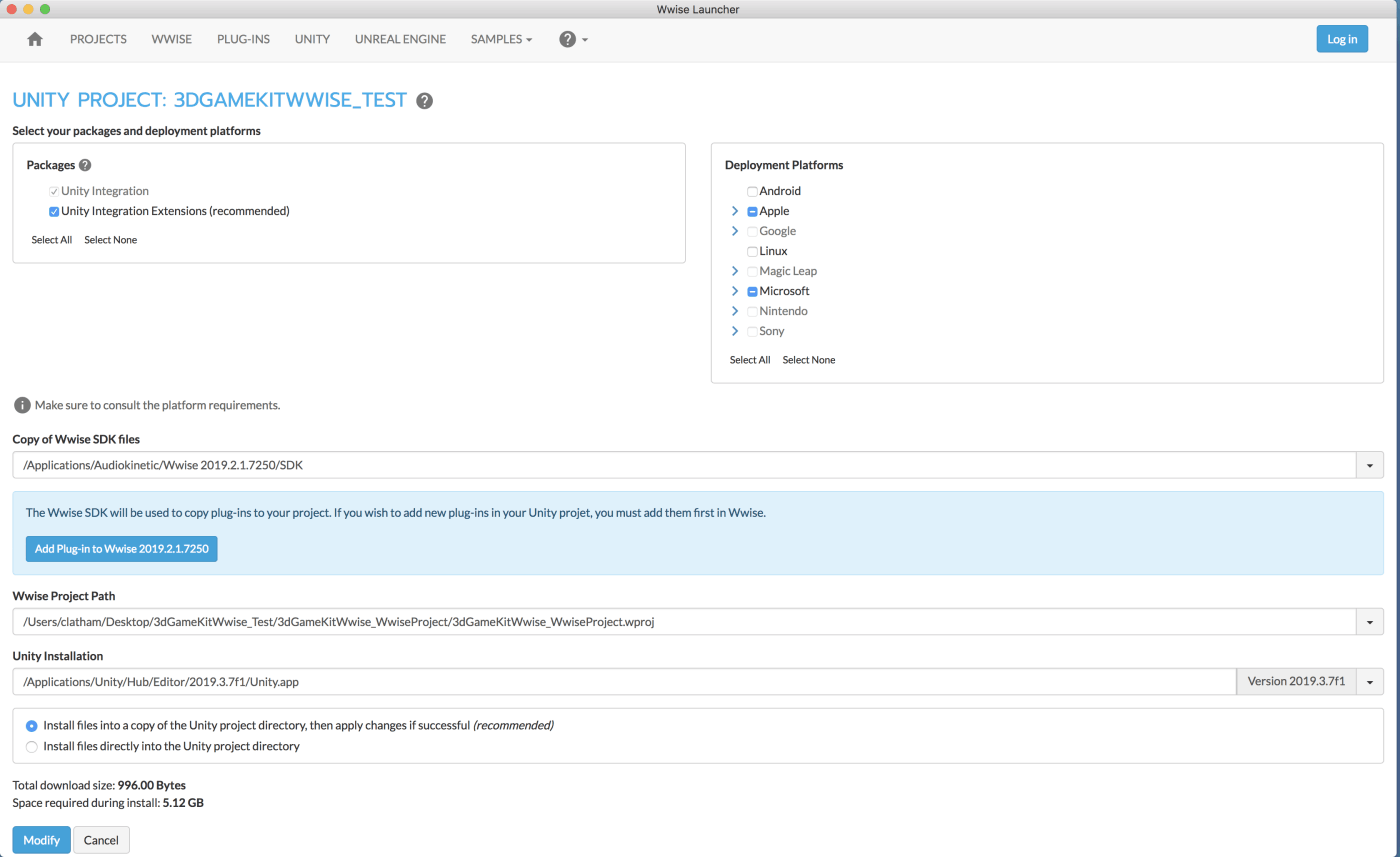 Wwise Launcher
PROJECTS WWISE PLUG-INS UNITY UNREAL ENGINE SAMPLES ? Log in
UNITY PROJECT: 3DGAMEKITWWISE_TEST ?
Select your packages and deployment platforms
Packages ?
Unity Integration
Unity Integration Extensions (recommended)
Select All Select None
Deployment Platforms
Android
Apple
Google
Linux
Magic Leap
Microsoft
Nintendo
Sony
Select All Select None
i Make sure to consult the platform requirements.
Copy of Wwise SDK files
/Applications/Audiokinetic/Wwise 2019.2.1.7250/SDK
The Wwise SDK will be used to copy plug-ins to your project. If you wish to add new plug-ins in your Unity projet, you must add them first in Wwise.
Add Plug-in to Wwise 2019.2.1.7250
Wwise Project Path
/Users/clatham/Desktop/3dGameKitWwise_Test/3dGameKitWwise_WwiseProject/3dGameKitWwise_WwiseProject.wproj
Unity Installation
/Applications/Unity/Hub/Editor/2019.3.7f1/Unity.app Version 2019.3.7f1
Install files into a copy of the Unity project directory, then apply changes if successful (recommended)
Install files directly into the Unity project directory
Total download size: 996.00 Bytes
Space required during install: 5.12 GB
Modify Cancel